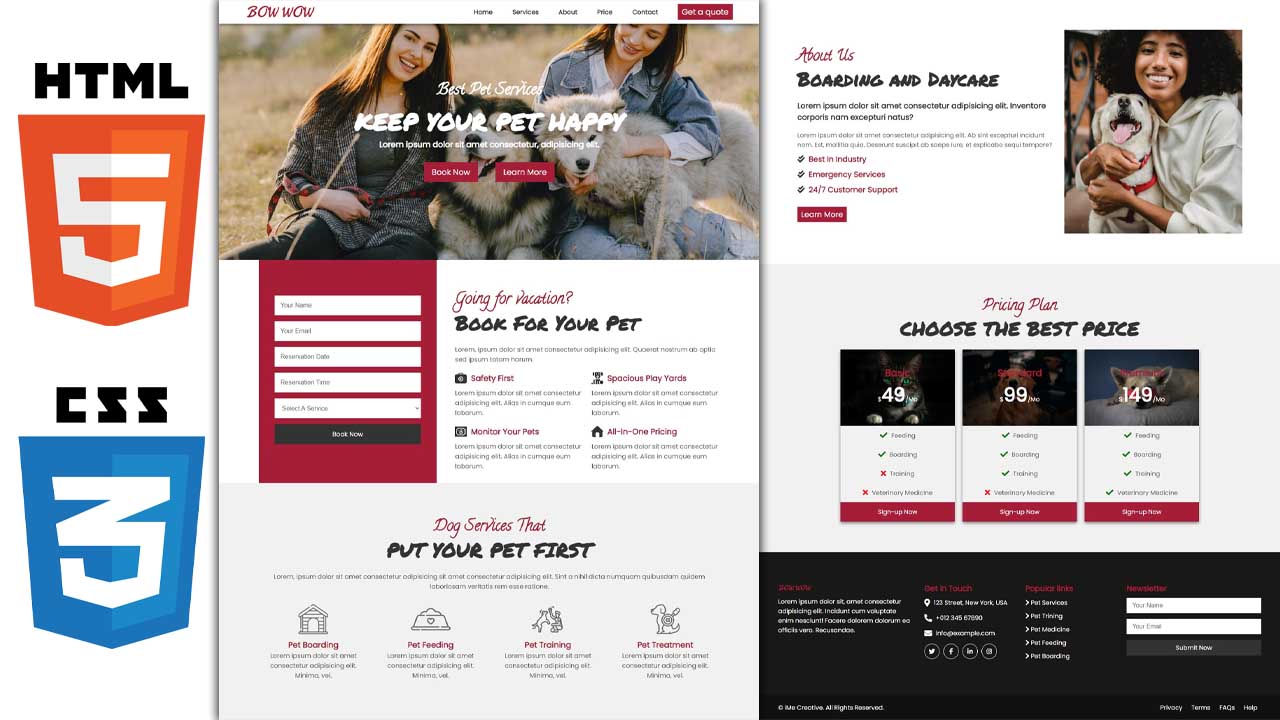 HTML
CSS
BOW WOW
Home
Services
About
Price
Contact
Get a quote
Best Pet Services
KEEP YOUR PET HAPPY
Lorem ipsum dolor sit amet consectetur, adipisicing elit.
Book Now
Learn More
Your Name
Your Email
Reservation Date
Reservation Time
Select A Service
Book Now
Going for vacation?
Book For Your Pet
Lorem, ipsum dolor sit amet consectetur adipisicing elit. Quaerat nostrum ab optio
sed ipsum totam harum.
Safety First
Lorem ipsum dolor sit amet consectetur
adipisicing elit. Alias in cumque eum
laborum.
Spacious Play Yards
Lorem ipsum dolor sit amet consectetur
adipisicing elit. Alias in cumque eum
laborum.
Monitor Your Pets
Lorem ipsum dolor sit amet consectetur
adipisicing elit. Alias in cumque eum
laborum.
All-In-One Pricing
Lorem ipsum dolor sit amet consectetur
adipisicing elit. Alias in cumque eum
laborum.
Dog Services That
PUT YOUR PET FIRST
Lorem, ipsum dolor sit amet consectetur adipisicing elit. Sint a nihil dicta numquam quibusdam quidem
laboriosam veritatis rem esse ratione.
Pet Boarding
Lorem ipsum dolor sit amet
consectetur adipisicing elit.
Minima, vel.
Pet Feeding
Lorem ipsum dolor sit amet
consectetur adipisicing elit.
Minima, vel.
Pet Training
Lorem ipsum dolor sit amet
consectetur adipisicing elit.
Minima, vel.
Pet Treatment
Lorem ipsum dolor sit amet
consectetur adipisicing elit.
Minima, vel.
About Us
Boarding and Daycare
Lorem ipsum dolor sit amet consectetur adipisicing elit. Inventore
corporis nam excepturi natus?
Lorem ipsum dolor sit amet consectetur adipisicing elit. Ab sint excepturi incidunt
nam. Est, mollitia quia. Deserunt suscipit ab saepe iure, et explicabo sequi tempore?
Best In Industry
Emergency Services
24/7 Customer Support
Learn More
Pricing Plan
CHOOSE THE BEST PRICE
Basic
$49/Mo
Feeding
Boarding
Training
Veterinary Medicine
Sign-up Now
Standard
$99/Mo
Feeding
Boarding
Training
Veterinary Medicine
Sign-up Now
Premium
$149/Mo
Feeding
Boarding
Training
Veterinary Medicine
Sign-up Now
BOW WOW
Lorem ipsum dolor sit amet, consectetur
adipisicing elit. Incidunt cum voluptate
enim nesciunt! Facere dolorem dolorum ea
officiis vero. Recusandae.
Get In Touch
123 Street, New York, USA
+012 345 67890
info@example.com
Popular links
Pet Services
Pet Trining
Pet Medicine
Pet Feeding
Pet Boarding
Newsletter
Your Name
Your Email
Submit Now
© iMe Creative. All Rights Reserved.
Privacy
Terms
FAQs
Help